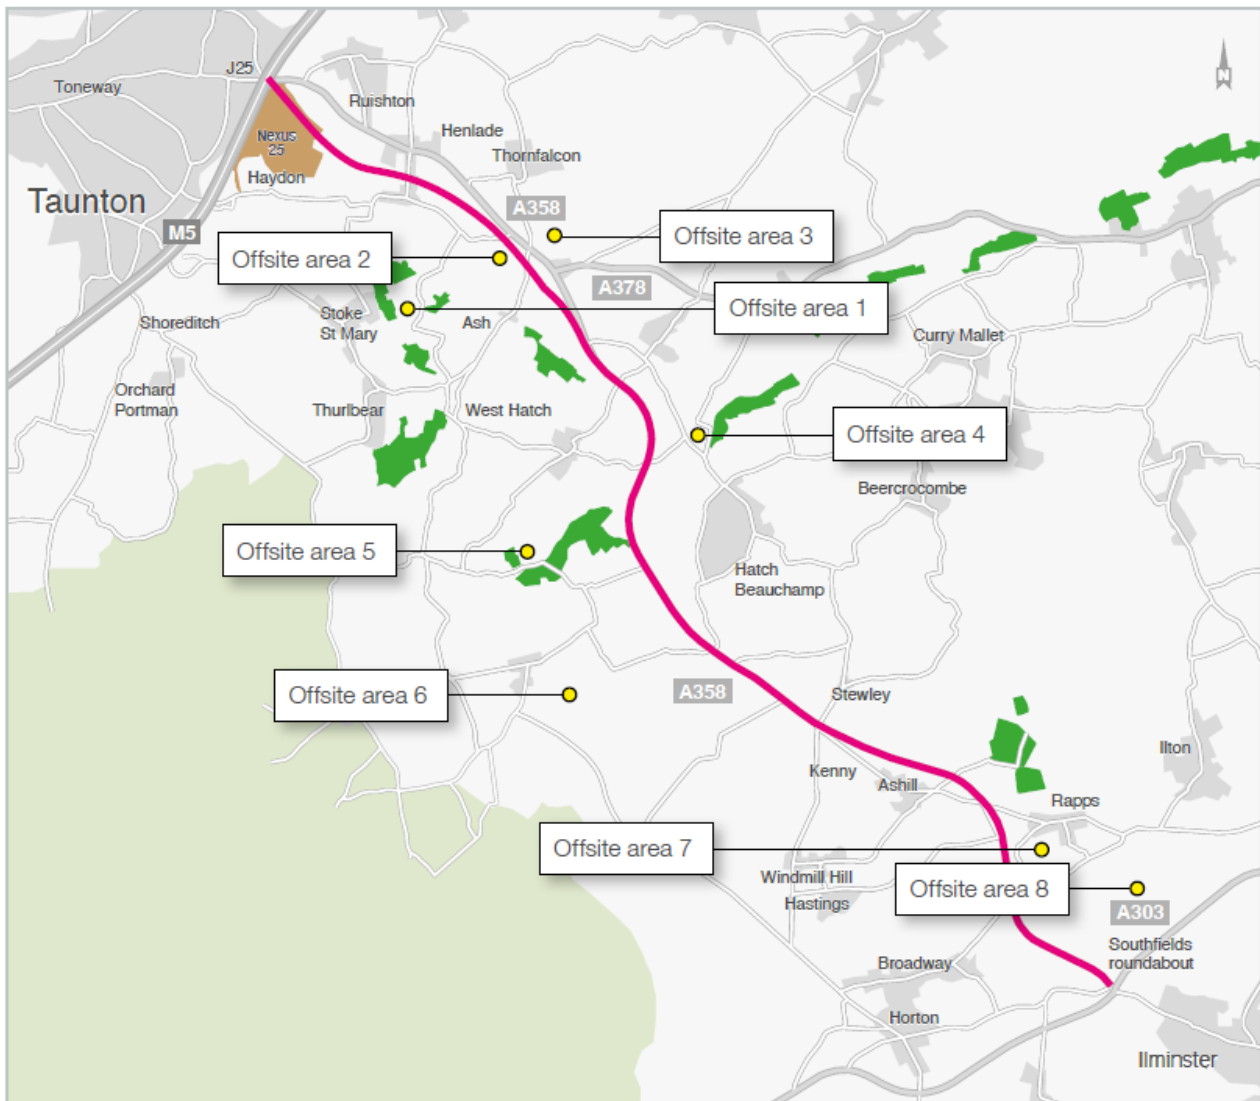 J25
Toneway
Ruishton
Nexus
25
Henlade
Thornfalcon
Haydon
Taunton
A358
M5
Offsite area 3
Offsite area 2
A378
Offsite area 1
Stoke
St Mary
Shoreditch
Ash
Curry Mallet
Orchard
Portman
Thurlbear
West Hatch
Offsite area 4
Beercrocombe
Offsite area 5
Hatch
Beauchamp
Offsite area 6
A358
Stewley
Ilton
Kenny
Ashill
Rapps
Offsite area 7
Windmill Hill
Offsite area 8
Hastings
A303
Southfields
roundabout
Broadway
Horton
Ilminster
N